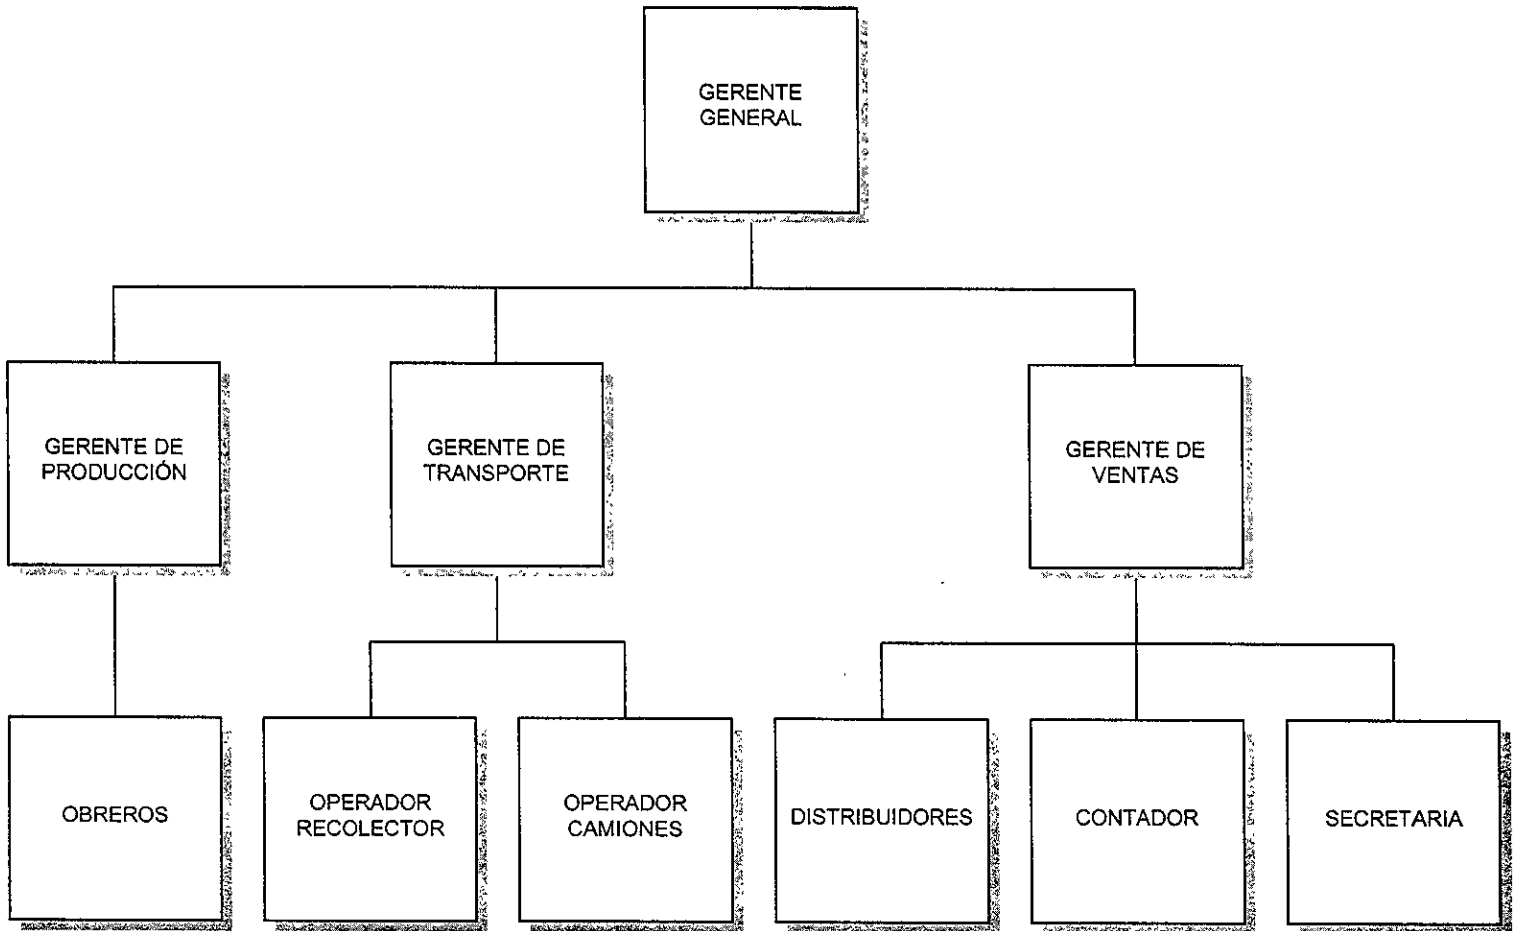 GERENTE
GENERAL
GERENTE DE
PRODUCCIÓN
GERENTE DE
TRANSPORTE
GERENTE DE
VENTAS
OBREROS
OPERADOR
RECOLECTOR
OPERADOR
CAMIONES
DISTRIBUIDORES
CONTADOR
SECRETARIA